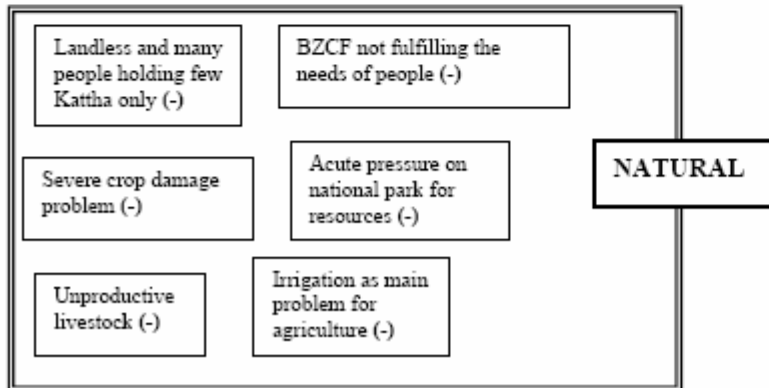 Landless and many
people holding few
Kattha only (-)
BZCF not fulfilling the
needs of people (-)
Severe crop damage
problem (-)
Acute pressure on
national park for
resources (-)
NATURAL
Unproductive
livestock (-)
Irrigation as main
problem for
agriculture (-)